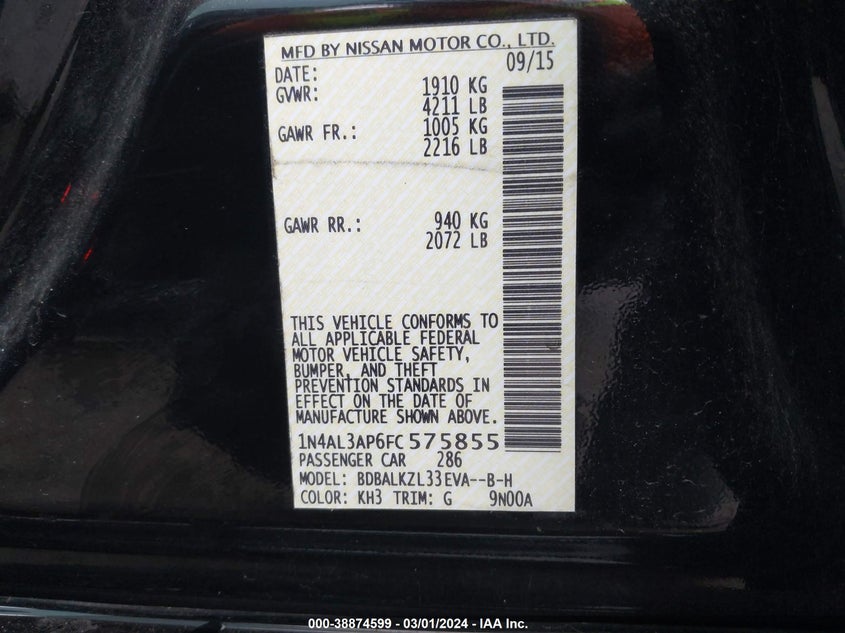 MFD BY NISSAN MOTOR CO., LTD.
DATE: 09/15
GVWR: 1910 KG
4211 LB
GAWR FR.: 1005 KG
2216 LB
GAWR RR.: 940 KG
2072 LB
THIS VEHICLE CONFORMS TO
ALL APPLICABLE FEDERAL
MOTOR VEHICLE SAFETY,
BUMPER, AND THEFT
PREVENTION STANDARDS IN
EFFECT ON THE DATE OF
MANUFACTURE SHOWN ABOVE.
1N4AL3AP6FC575855
PASSENGER CAR 286
MODEL: BDBALKZL33EVA--B-H
COLOR: KH3 TRIM: G 9N00A
000-38874599 - 03/01/2024 - IAA Inc.